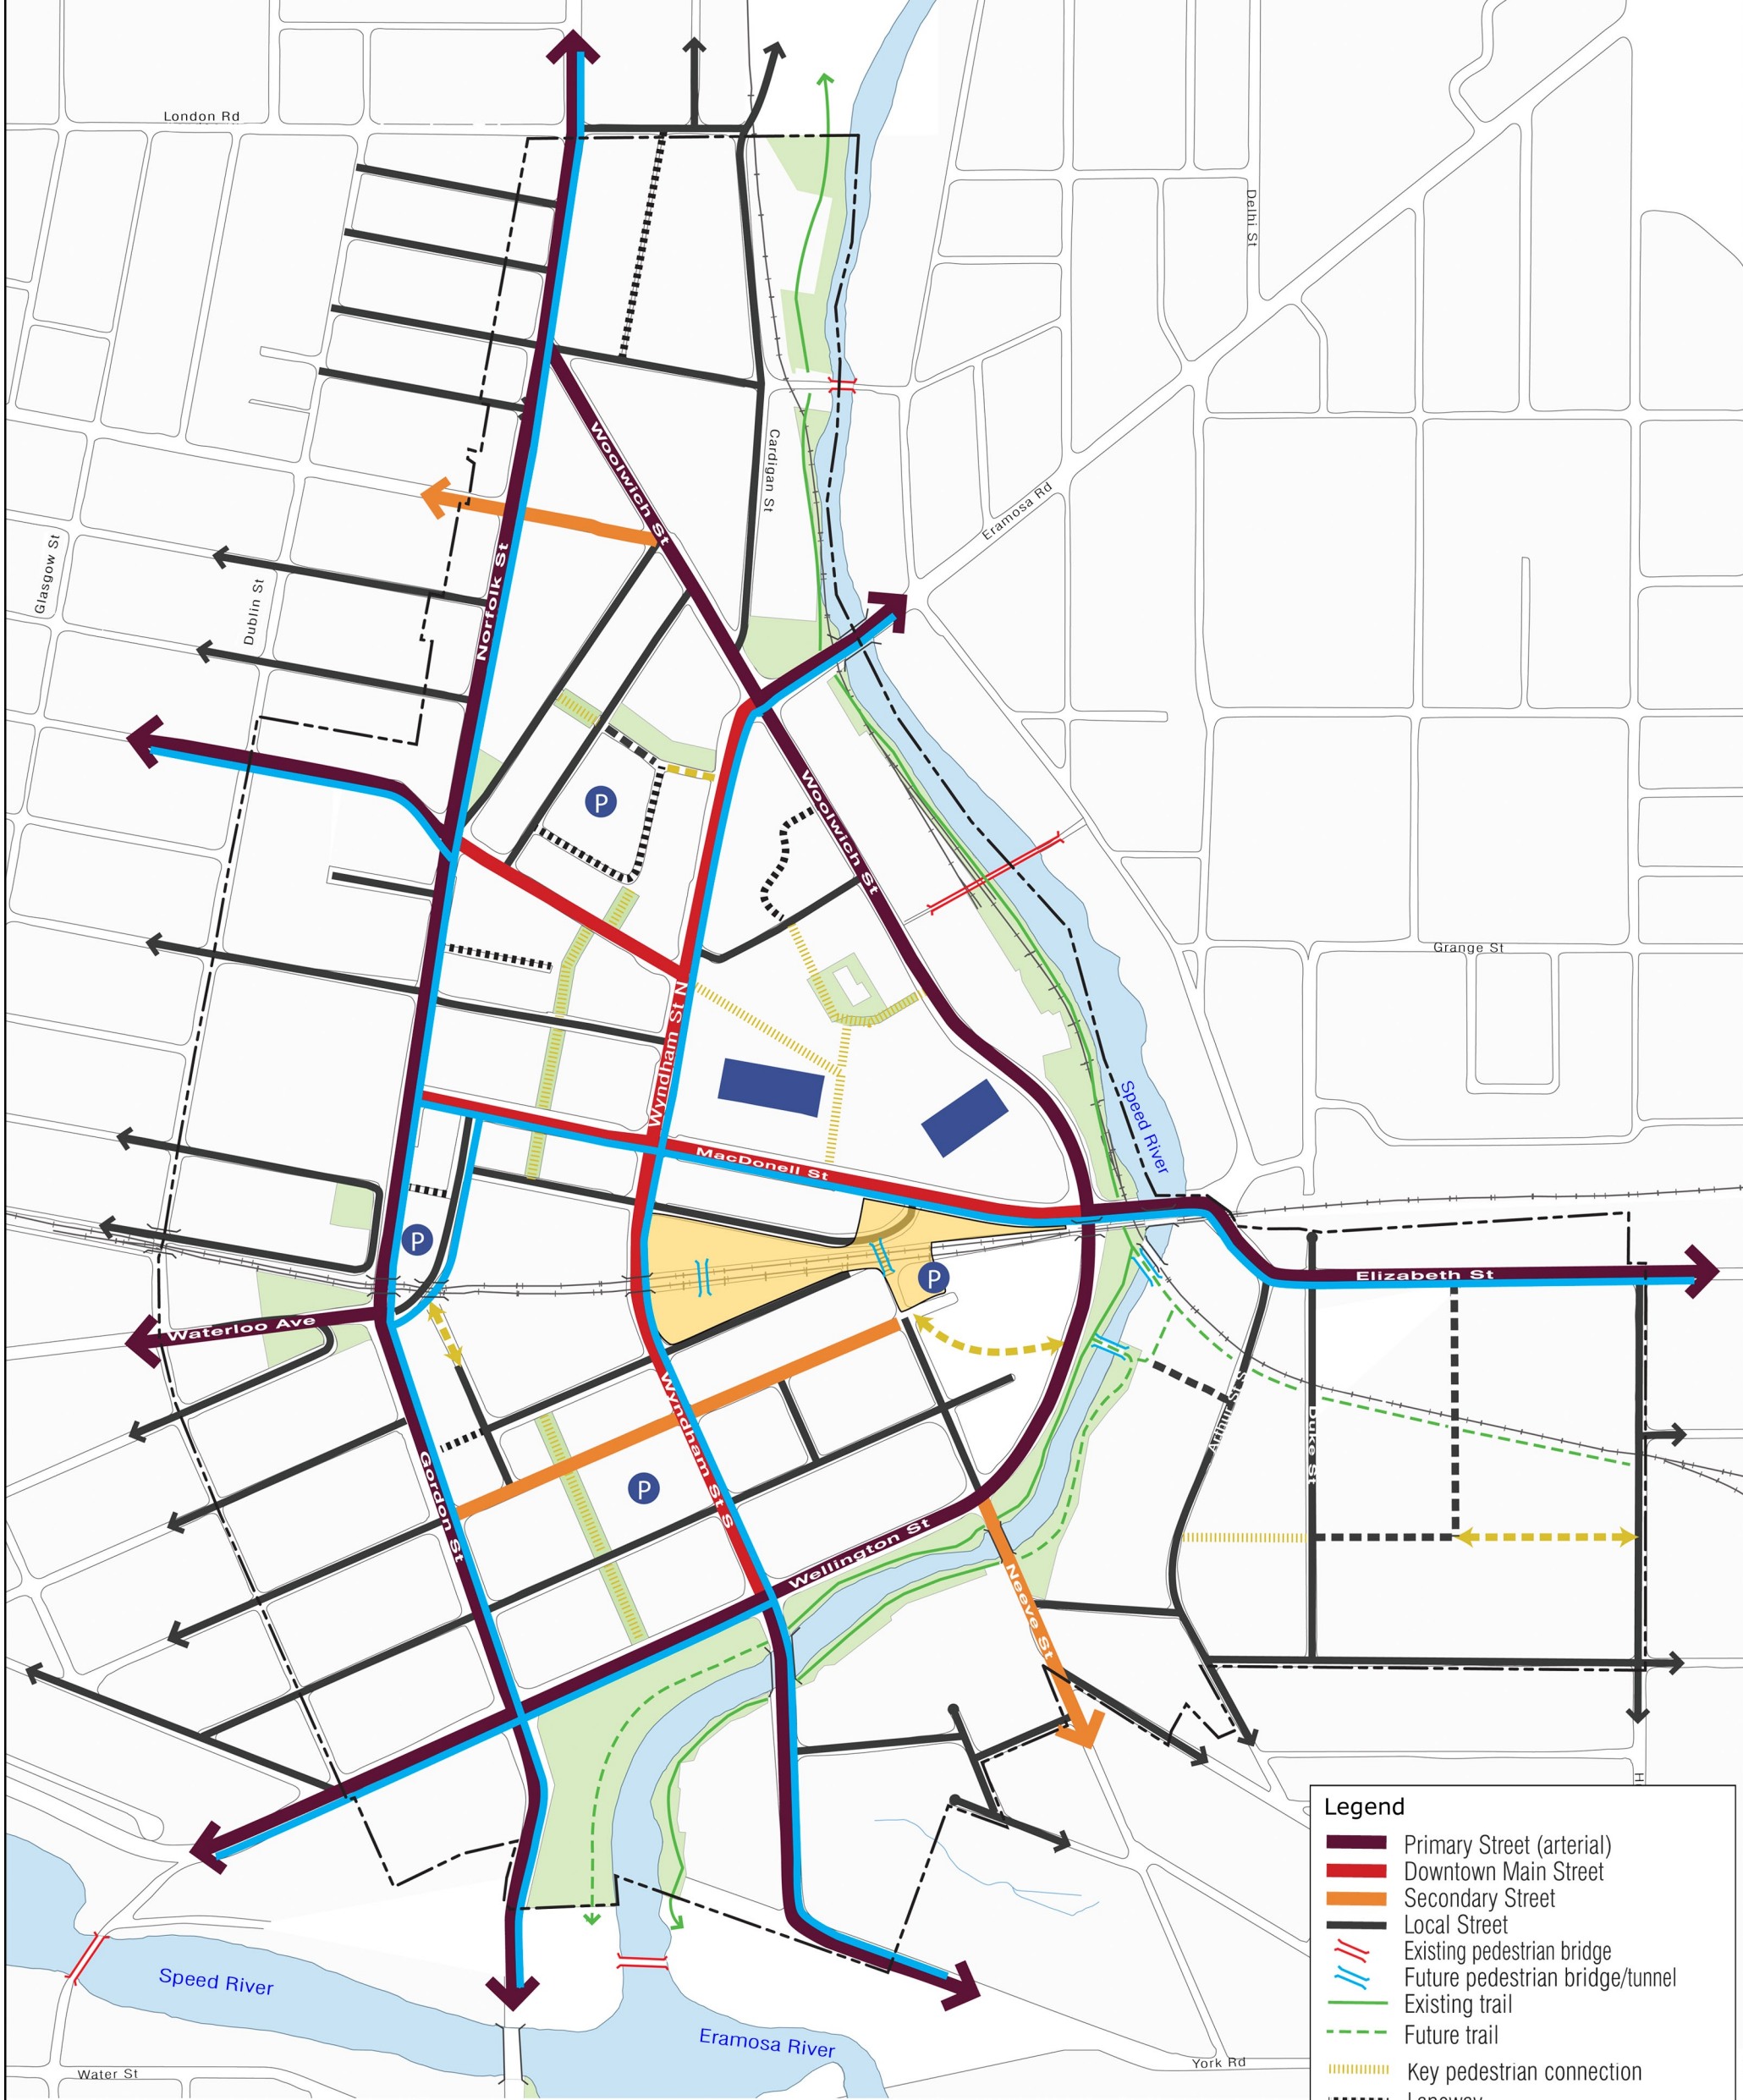 London Rd
Delhi St
Woolwich St
Cardigan St
Eramosa Rd
Glasgow St
Dublin St
Norfolk St
P
Woolwich St
Grange St
Wyndham St N
Speed River
MacDonell St
P
P
Elizabeth St
Waterloo Ave
Wyndham St S
Arthur St S
Duke St
Gordon St
P
Wellington St
Neeve St
H
Legend
Primary Street (arterial)
Downtown Main Street
Secondary Street
Local Street
Existing pedestrian bridge
Future pedestrian bridge/tunnel
Existing trail
Future trail
Key pedestrian connection
Laneway
Speed River
Eramosa River
York Rd
Water St